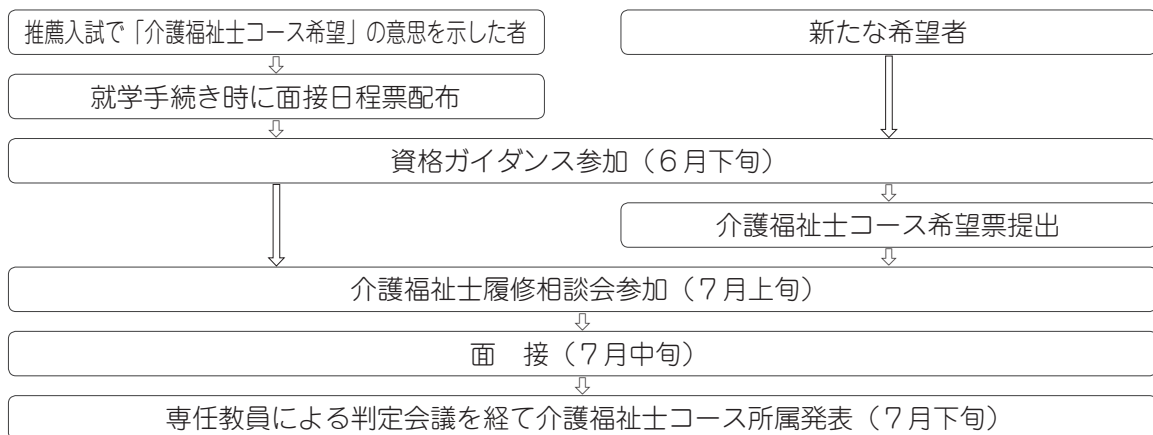 推薦入試で「介護福祉士コース希望」の意思を示した者
新たな希望者
就学手続き時に面接日程票配布
資格ガイダンス参加（６月下旬）
介護福祉士コース希望票提出
介護福祉士履修相談会参加（７月上旬）
面　接（７月中旬）
専任教員による判定会議を経て介護福祉士コース所属発表（７月下旬）